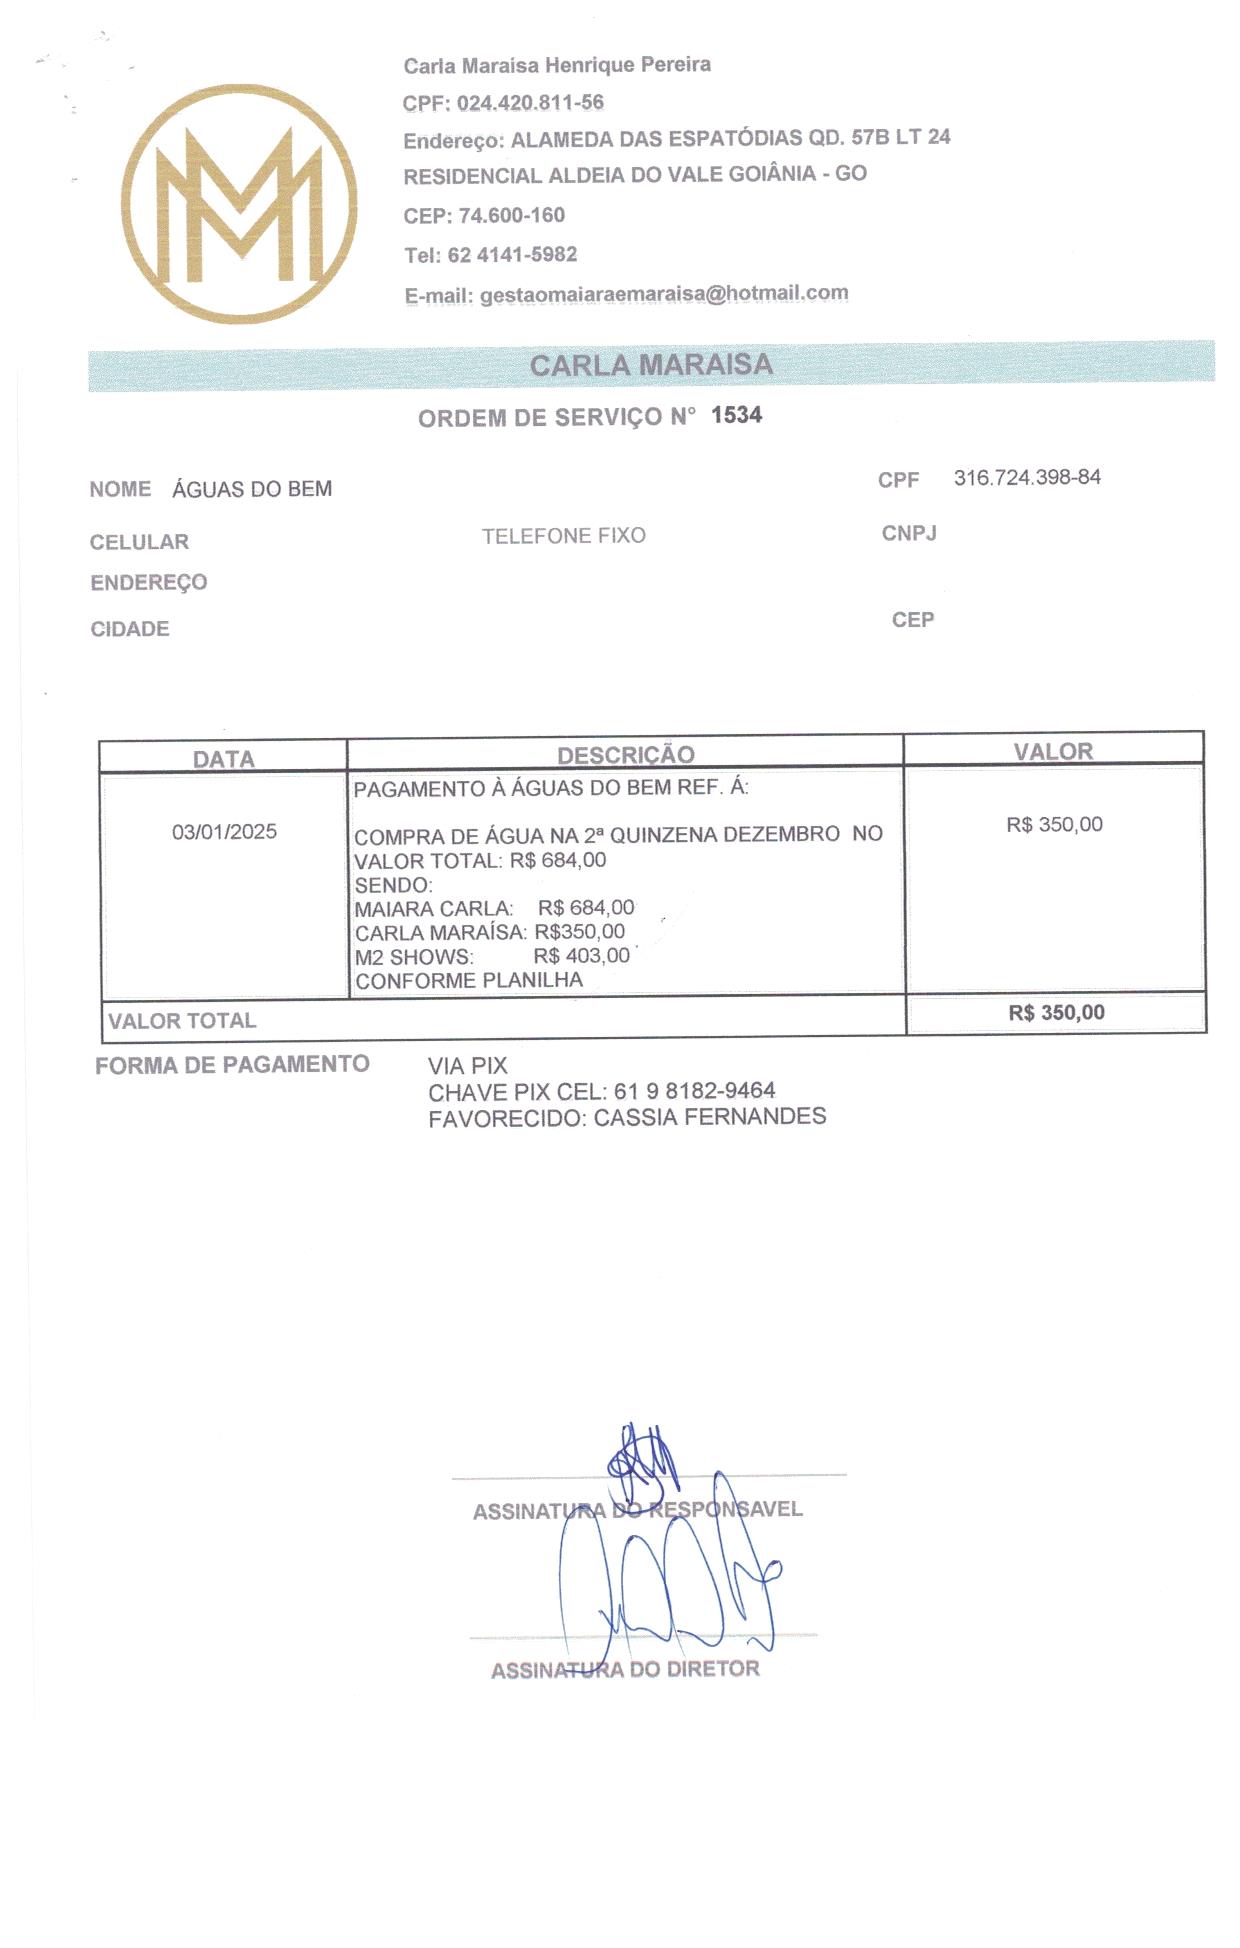 Carla Maraisa Henrique Pereira
CPF: 024.420.811-56
Endereço: ALAMEDA DAS ESPATÓDIAS QD. 57B LT 24
RESIDENCIAL ALDEIA DO VALE GOIÂNIA - GO
CEP: 74.600-160
Tel: 62 4141-5982
E-mail: gestaomaiaraemaraisa@hotmail.com
MM
CARLA MARAISA
ORDEM DE SERVIÇO N° 1534
NOME ÁGUAS DO BEM CPF 316.724.398-84
CELULAR TELEFONE FIXO CNPJ
ENDEREÇO
CIDADE CEP
DATA DESCRIÇÃO VALOR
PAGAMENTO À ÁGUAS DO BEM REF. Á:
03/01/2025 COMPRA DE ÁGUA NA 2ª QUINZENA DEZEMBRO NO R$ 350,00
VALOR TOTAL: R$ 684,00
SENDO:
MAIARA CARLA: R$ 684,00
CARLA MARAÍSA: R$350,00
M2 SHOWS: R$ 403,00
CONFORME PLANILHA
VALOR TOTAL R$ 350,00
FORMA DE PAGAMENTO VIA PIX
CHAVE PIX CEL: 61 9 8182-9464
FAVORECIDO: CASSIA FERNANDES
ASSINATURA DO RESPONSAVEL
ASSINATURA DO DIRETOR